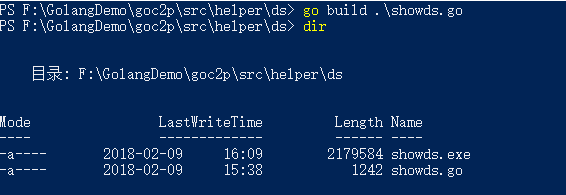 PS F:\GolangDemo\goc2p\src\helper\ds> go build .\showds.go
PS F:\GolangDemo\goc2p\src\helper\ds> dir
目录: F:\GolangDemo\goc2p\src\helper\ds
Mode                LastWriteTime         Length Name
----                -------------         ------ ----
-a----       2018-02-09     16:09        2179584 showds.exe
-a----       2018-02-09     15:38           1242 showds.go